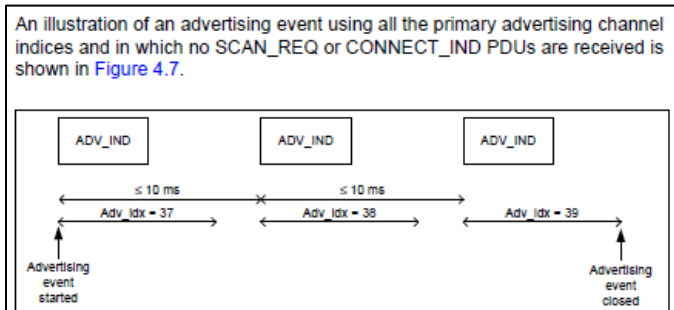 An illustration of an advertising event using all the primary advertising channel
indices and in which no SCAN_REQ or CONNECT_IND PDUs are received is
shown in Figure 4.7.
ADV_IND ADV_IND ADV_IND
≤ 10 ms ≤ 10 ms
Adv_idx = 37 Adv_idx = 38 Adv_idx = 39
Advertising
event
started
Advertising
event
closed